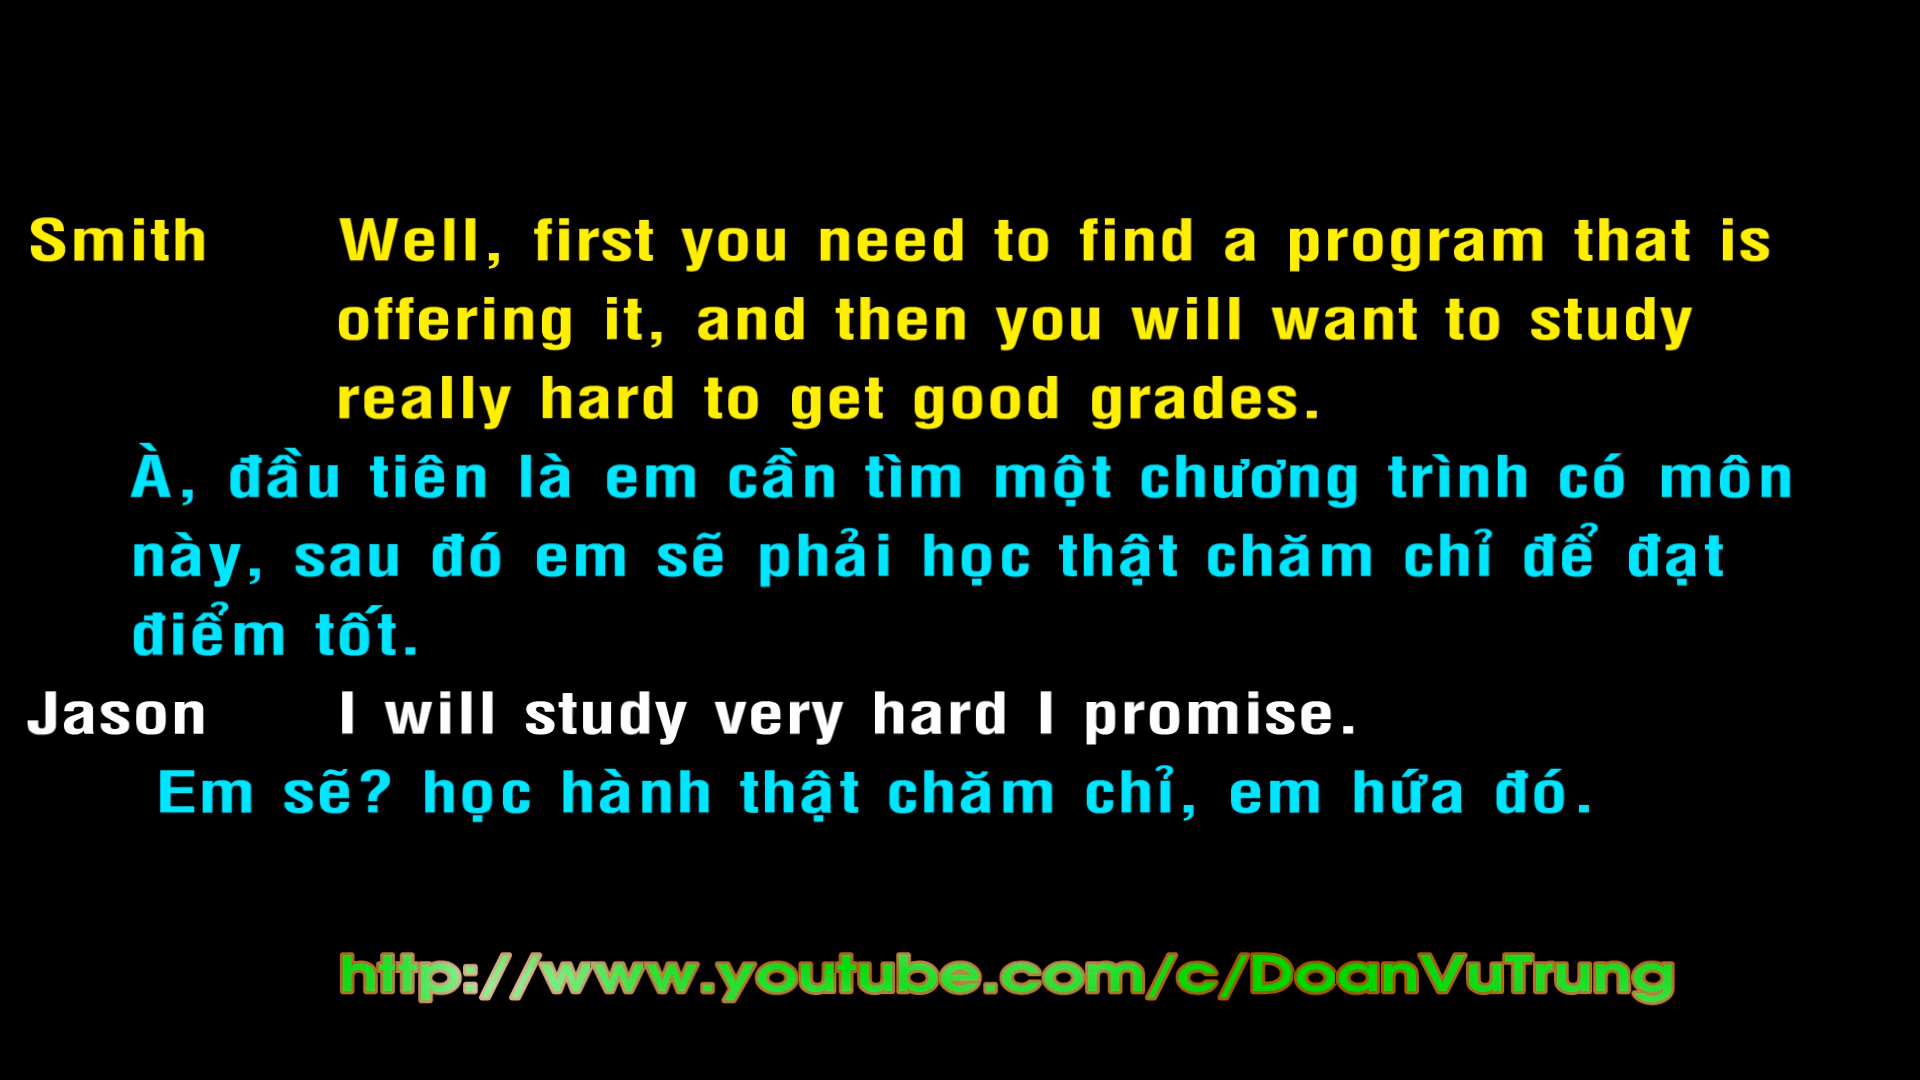 Smith Well, first you need to find a program that is
offering it, and then you will want to study
really hard to get good grades.
À, đầu tiên là em cần tìm một chương trình có môn
này, sau đó em sẽ phải học thật chăm chỉ để đạt
điểm tốt.
Jason I will study very hard I promise.
Em sẽ? học hành thật chăm chỉ, em hứa đó.
http://www.youtube.com/c/DoanVuTrung